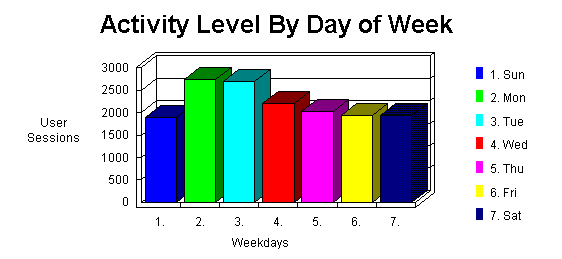 Activity Level By Day of Week
3000
2500
2000
1500
1000
500
0
User
Sessions
1. 2. 3. 4. 5. 6. 7.
Weekdays
1. Sun
2. Mon
3. Tue
4. Wed
5. Thu
6. Fri
7. Sat